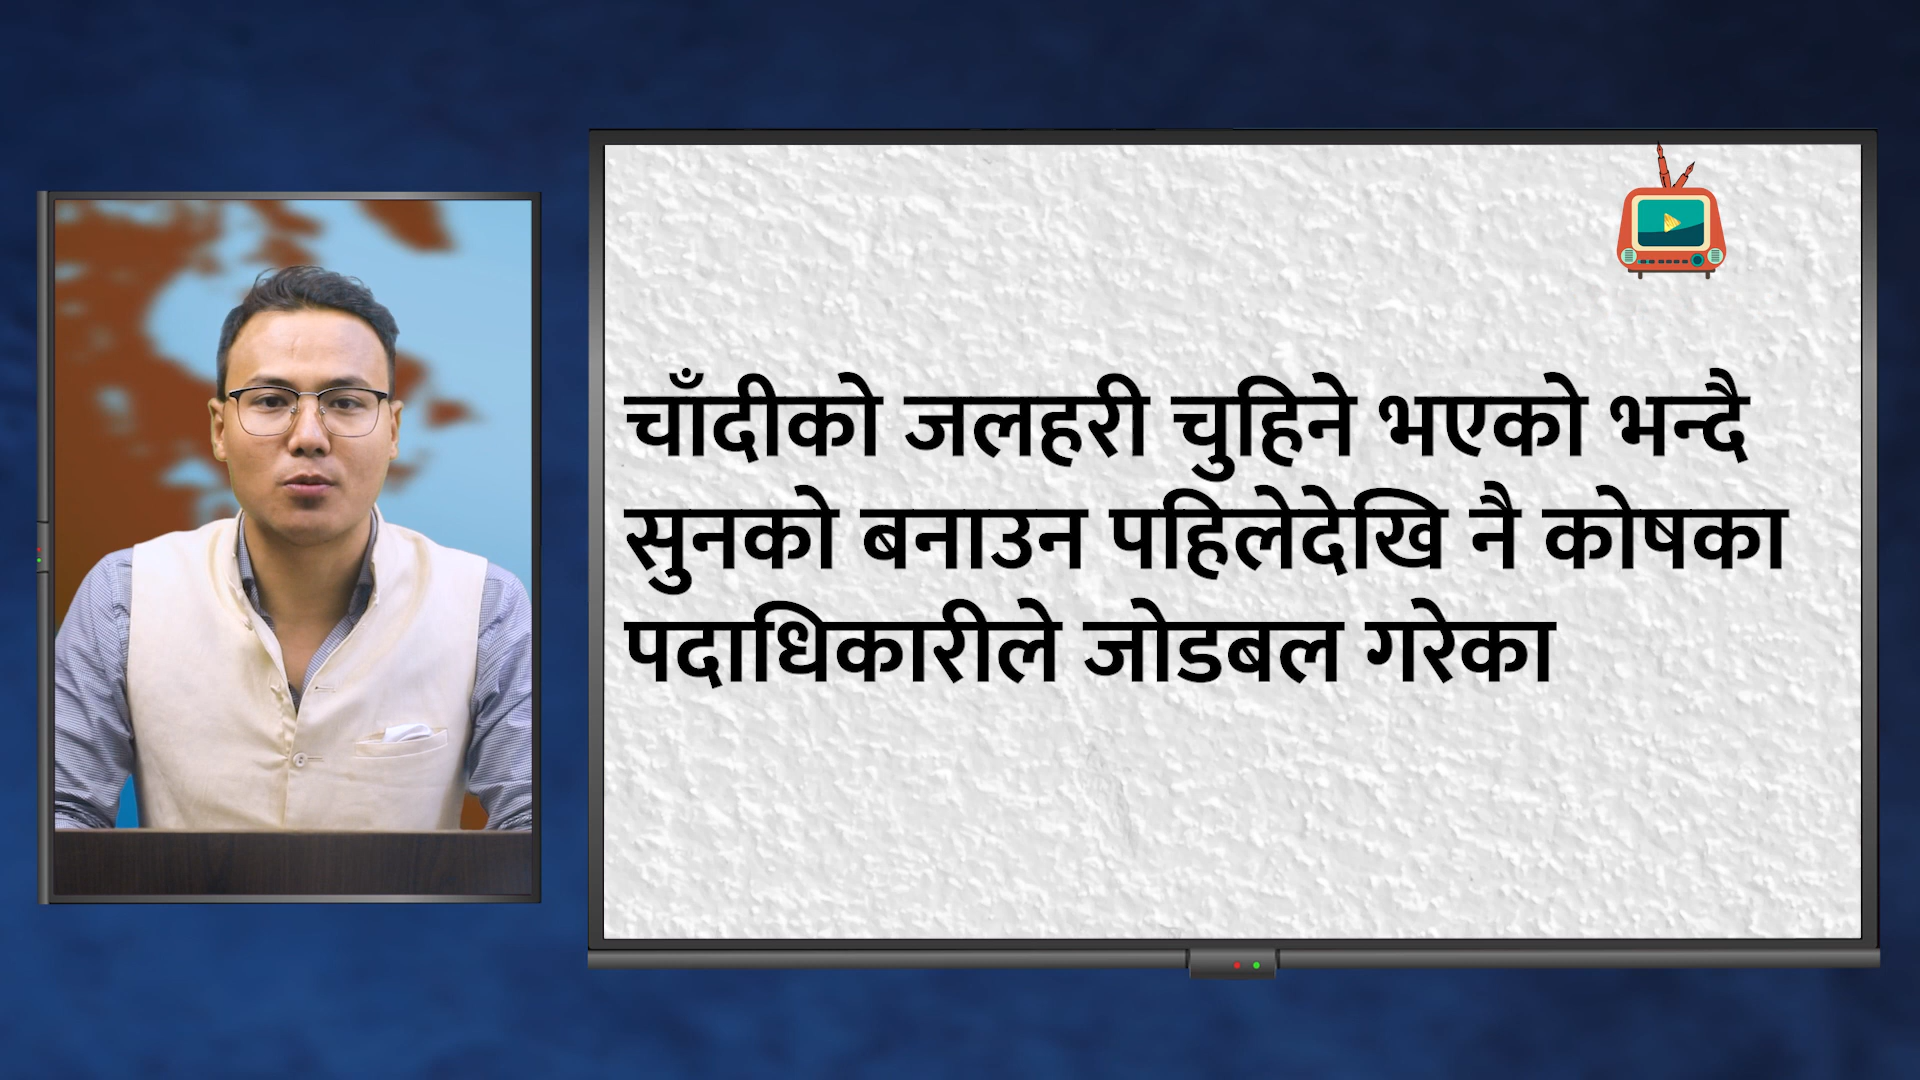 चाँदीको जलहरी चुहिने भएको भन्दै
सुनको बनाउन पहिलेदेखि नै कोषका
पदाधिकारीले जोडबल गरेका